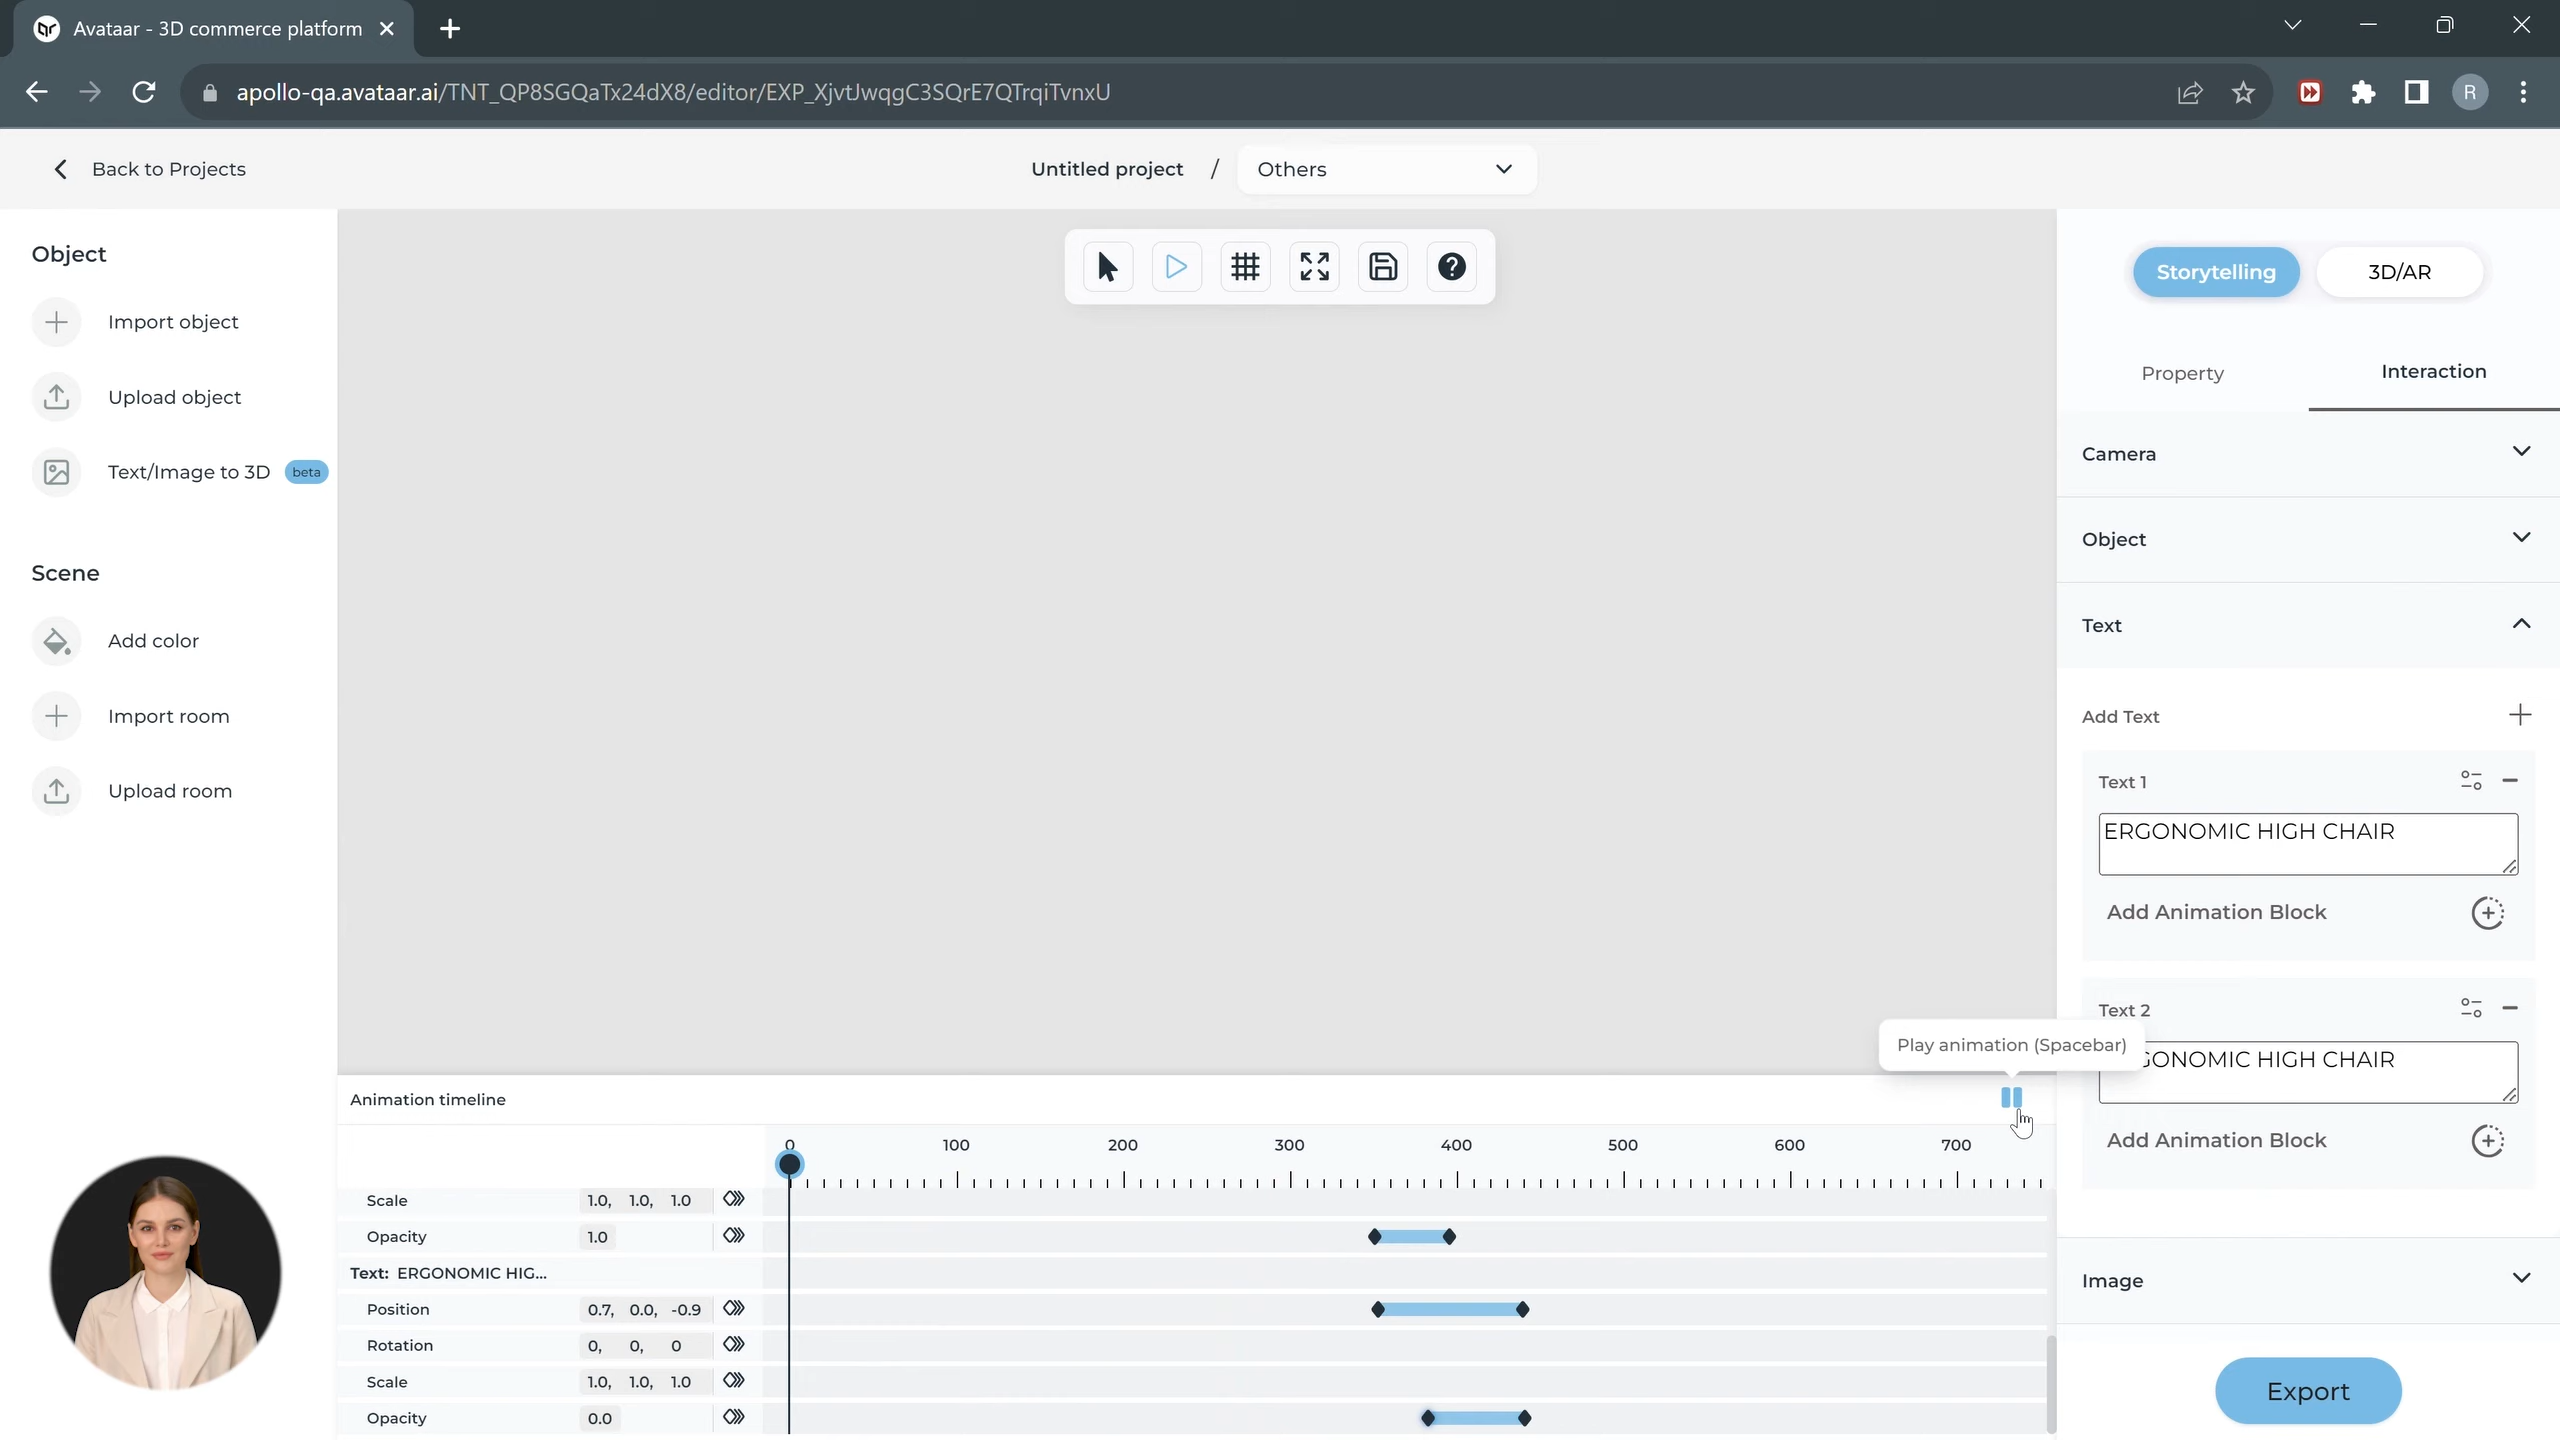 Avataar - 3D commerce platform
apollo-qa.avataar.ai/TNT_QP8SGQaTx24dX8/editor/EXP_XjvtJwqgC3SQrE7QTrqiTvnxU
R
Back to Projects
Untitled project / Others
Object
Import object
Upload object
Text/Image to 3D beta
Scene
Add color
Import room
Upload room
Storytelling 3D/AR
Property Interaction
Camera
Object
Text
Add Text
Text 1
ERGONOMIC HIGH CHAIR
Add Animation Block
Text 2
GONOMIC HIGH CHAIR
Add Animation Block
Image
Export
Play animation (Spacebar)
Animation timeline
0 100 200 300 400 500 600 700
Scale 1.0, 1.0, 1.0
Opacity 1.0
Text: ERGONOMIC HIG...
Position 0.7, 0.0, -0.9
Rotation 0, 0, 0
Scale 1.0, 1.0, 1.0
Opacity 0.0